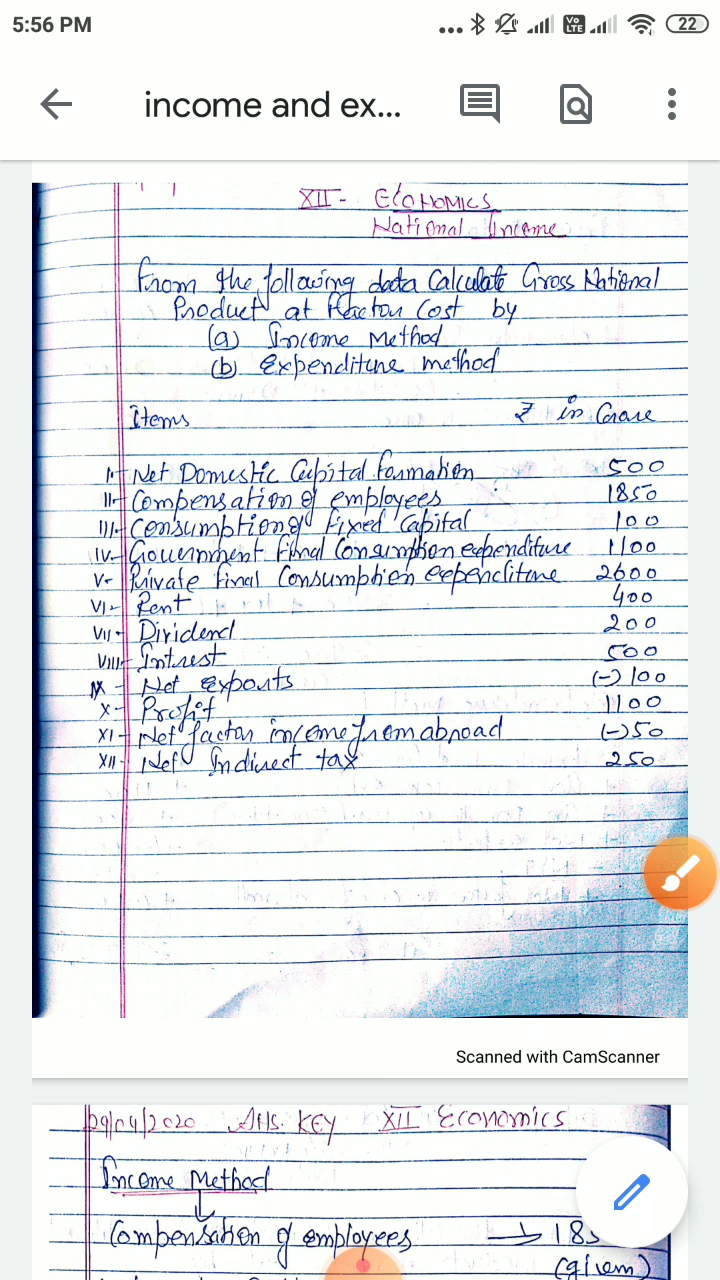 5:56 PM
Vo LTE
22
income and ex...
XII- Economics
National Income
From the following data Calculate Gross National
Product at Factor Cost by
(a) Income Method
(b) Expenditure method
Items ₹ in Crore
I- Net Domestic Capital formation 500
II- Compensation of employees 1850
III- Consumption of Fixed Capital 100
IV- Government Final Consumption expenditure 1100
V- Private Final Consumption expenditure 2600
VI- Rent 400
VII- Dividend 200
VIII- Intrest 500
IX- Net Exports (-) 100
X- Profit 1100
XI- Net factor income from abroad (-) 50
XII- Net Indirect tax 250
Scanned with CamScanner
29/04/2020 Ans. KEY XII Economics
Income Method
Compensation of employees → 185
(given)